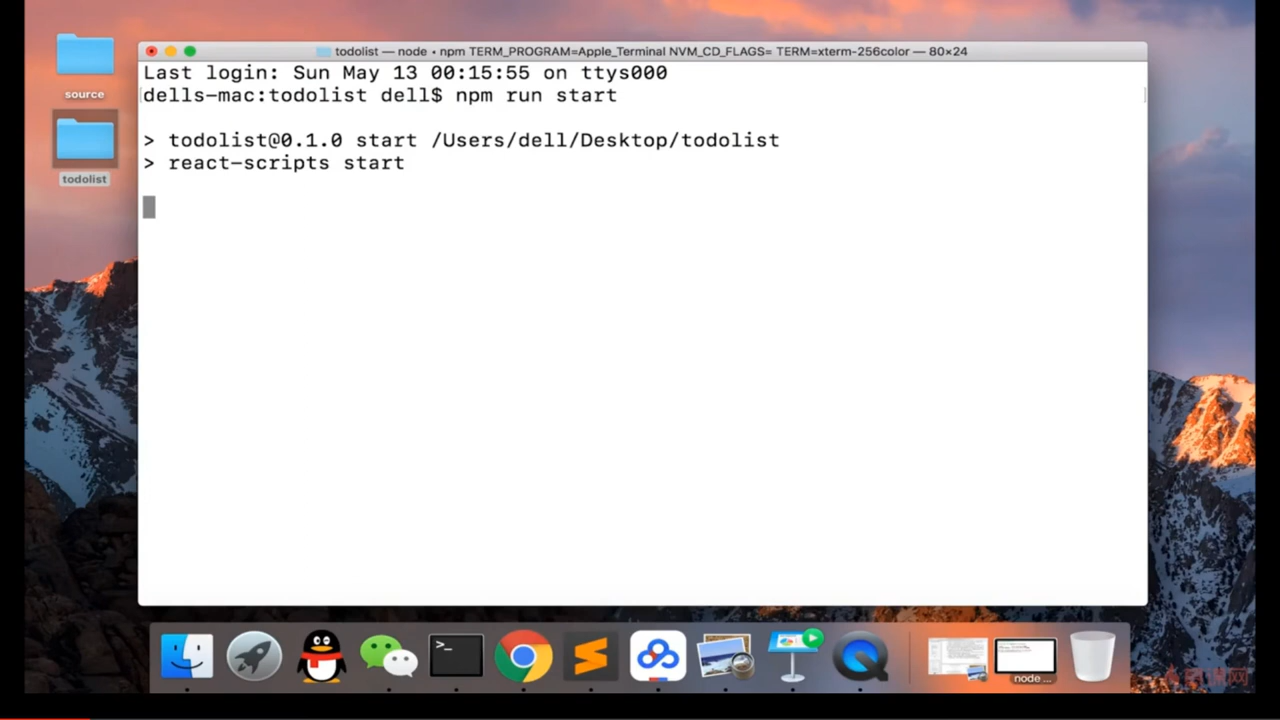 todolist — node • npm TERM_PROGRAM=Apple_Terminal NVM_CD_FLAGS= TERM=xterm-256color — 80×24
Last login: Sun May 13 00:15:55 on ttys000
dells-mac:todolist dell$ npm run start
> todolist@0.1.0 start /Users/dell/Desktop/todolist
> react-scripts start
source
todolist
>_
node ...